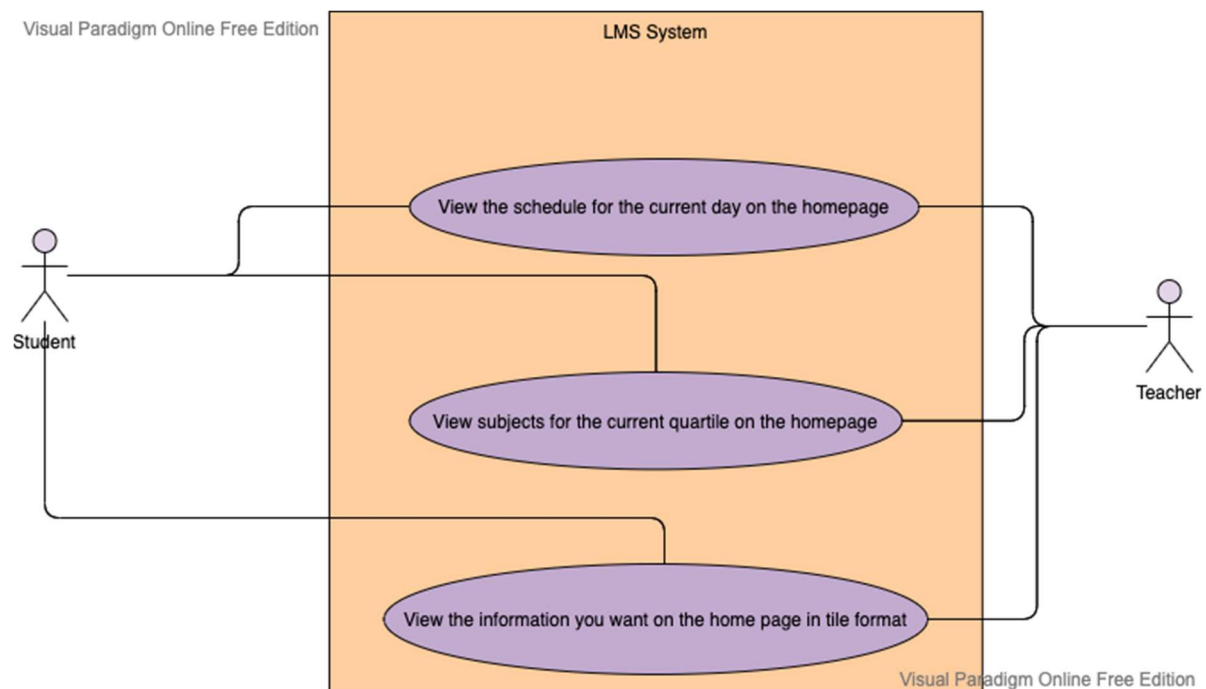 Visual Paradigm Online Free Edition
LMS System
View the schedule for the current day on the homepage
Student
Teacher
View subjects for the current quartile on the homepage
View the information you want on the home page in tile format
Visual Paradigm Online Free Edition